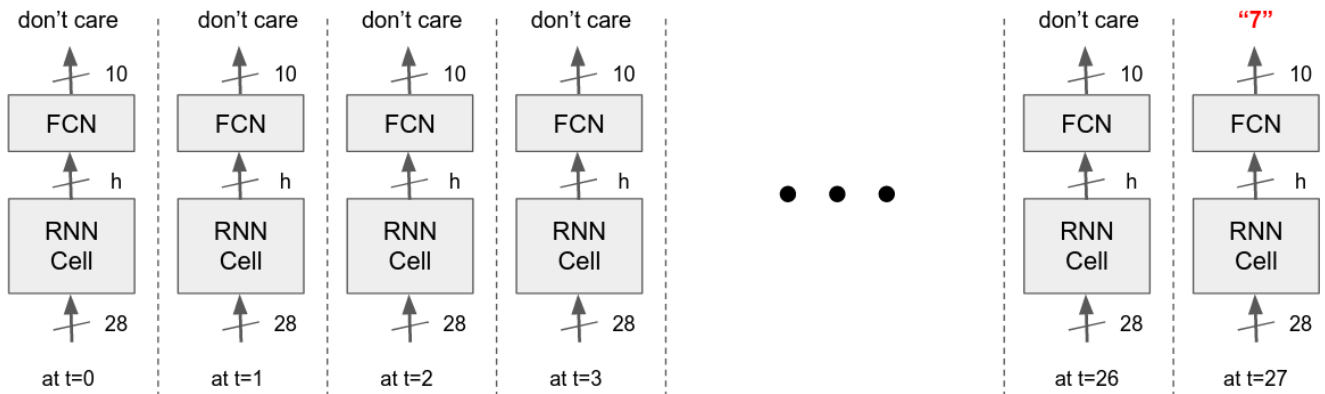 don't care don't care don't care don't care don't care "7"
10 10 10 10 10 10
FCN FCN FCN FCN FCN FCN
h h h h h h
RNN RNN RNN RNN RNN RNN
Cell Cell Cell Cell Cell Cell
28 28 28 28 28 28
at t=0 at t=1 at t=2 at t=3 at t=26 at t=27